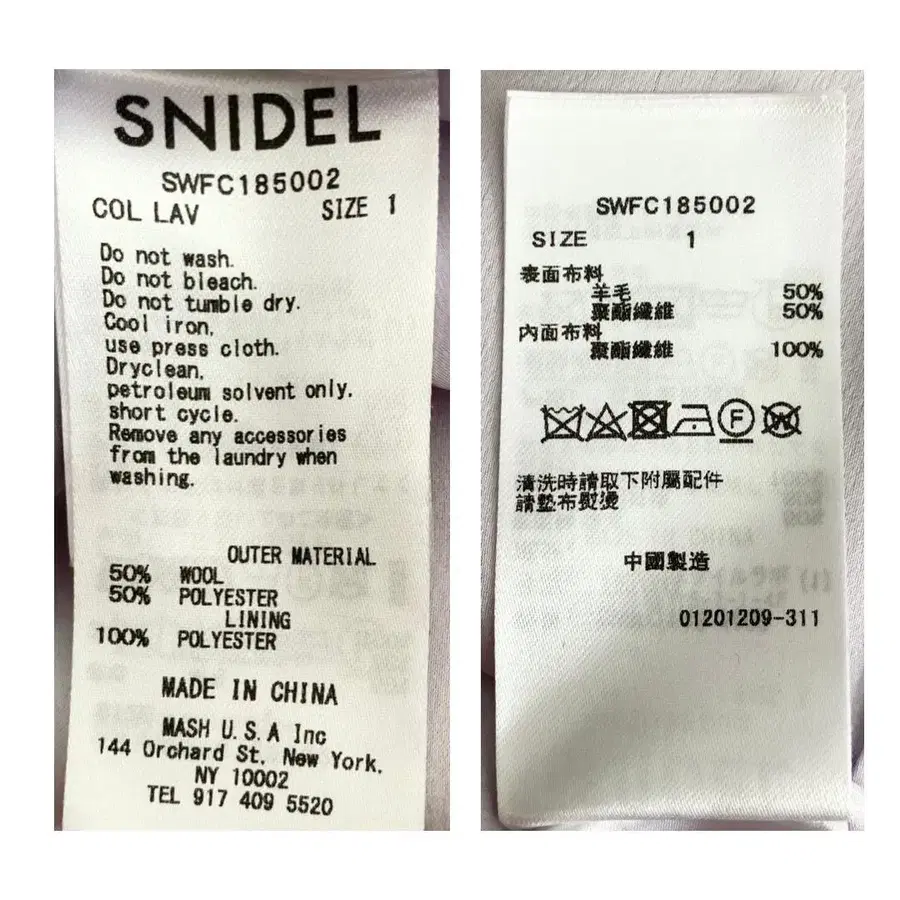 SNIDEL
SWFC185002
COL LAV SIZE 1
Do not wash.
Do not bleach.
Do not tumble dry.
Cool iron,
use press cloth.
Dryclean,
petroleum solvent only.
short cycle.
Remove any accessories
from the laundry when
washing.
OUTER MATERIAL
50% WOOL
50% POLYESTER
LINING
100% POLYESTER
MADE IN CHINA
MASH U.S.A Inc
144 Orchard St, New York,
NY 10002
TEL 917 409 5520
SWFC185002
SIZE 1
表面布料
羊毛 50%
聚酯纖維 50%
內面布料
聚酯纖維 100%
F W
清洗時請取下附屬配件
請墊布熨燙
中國製造
01201209-311